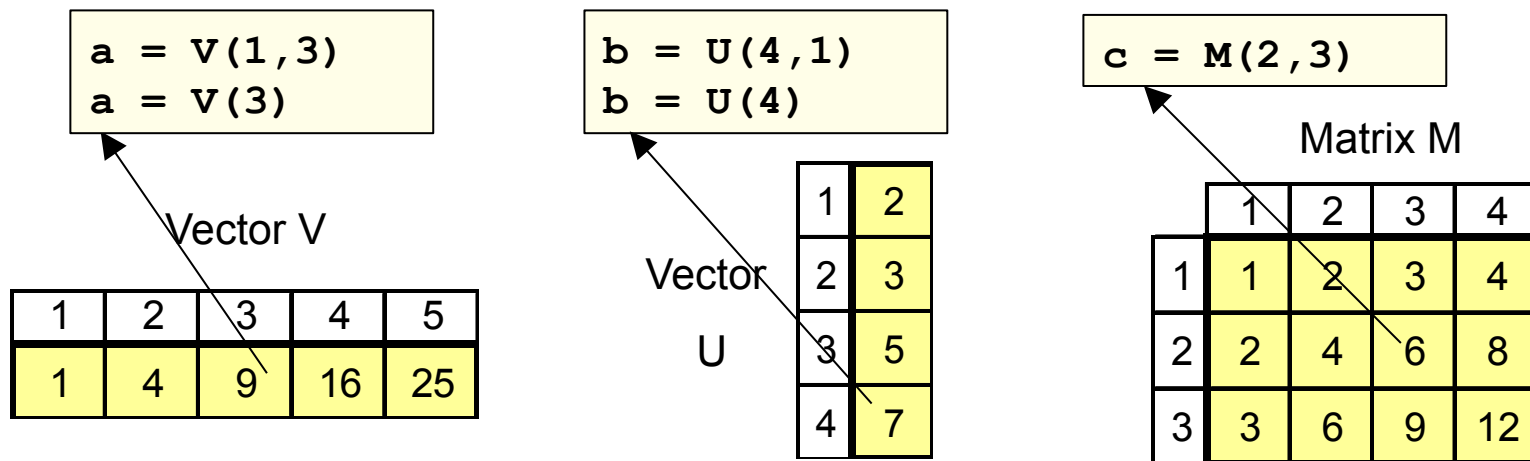 a = V(1,3)
a = V(3)
Vector V
1 2 3 4 5
1 4 9 16 25
b = U(4,1)
b = U(4)
Vector
U
1 2
2 3
3 5
4 7
c = M(2,3)
Matrix M
1 2 3 4
1 1 2 3 4
2 2 4 6 8
3 3 6 9 12